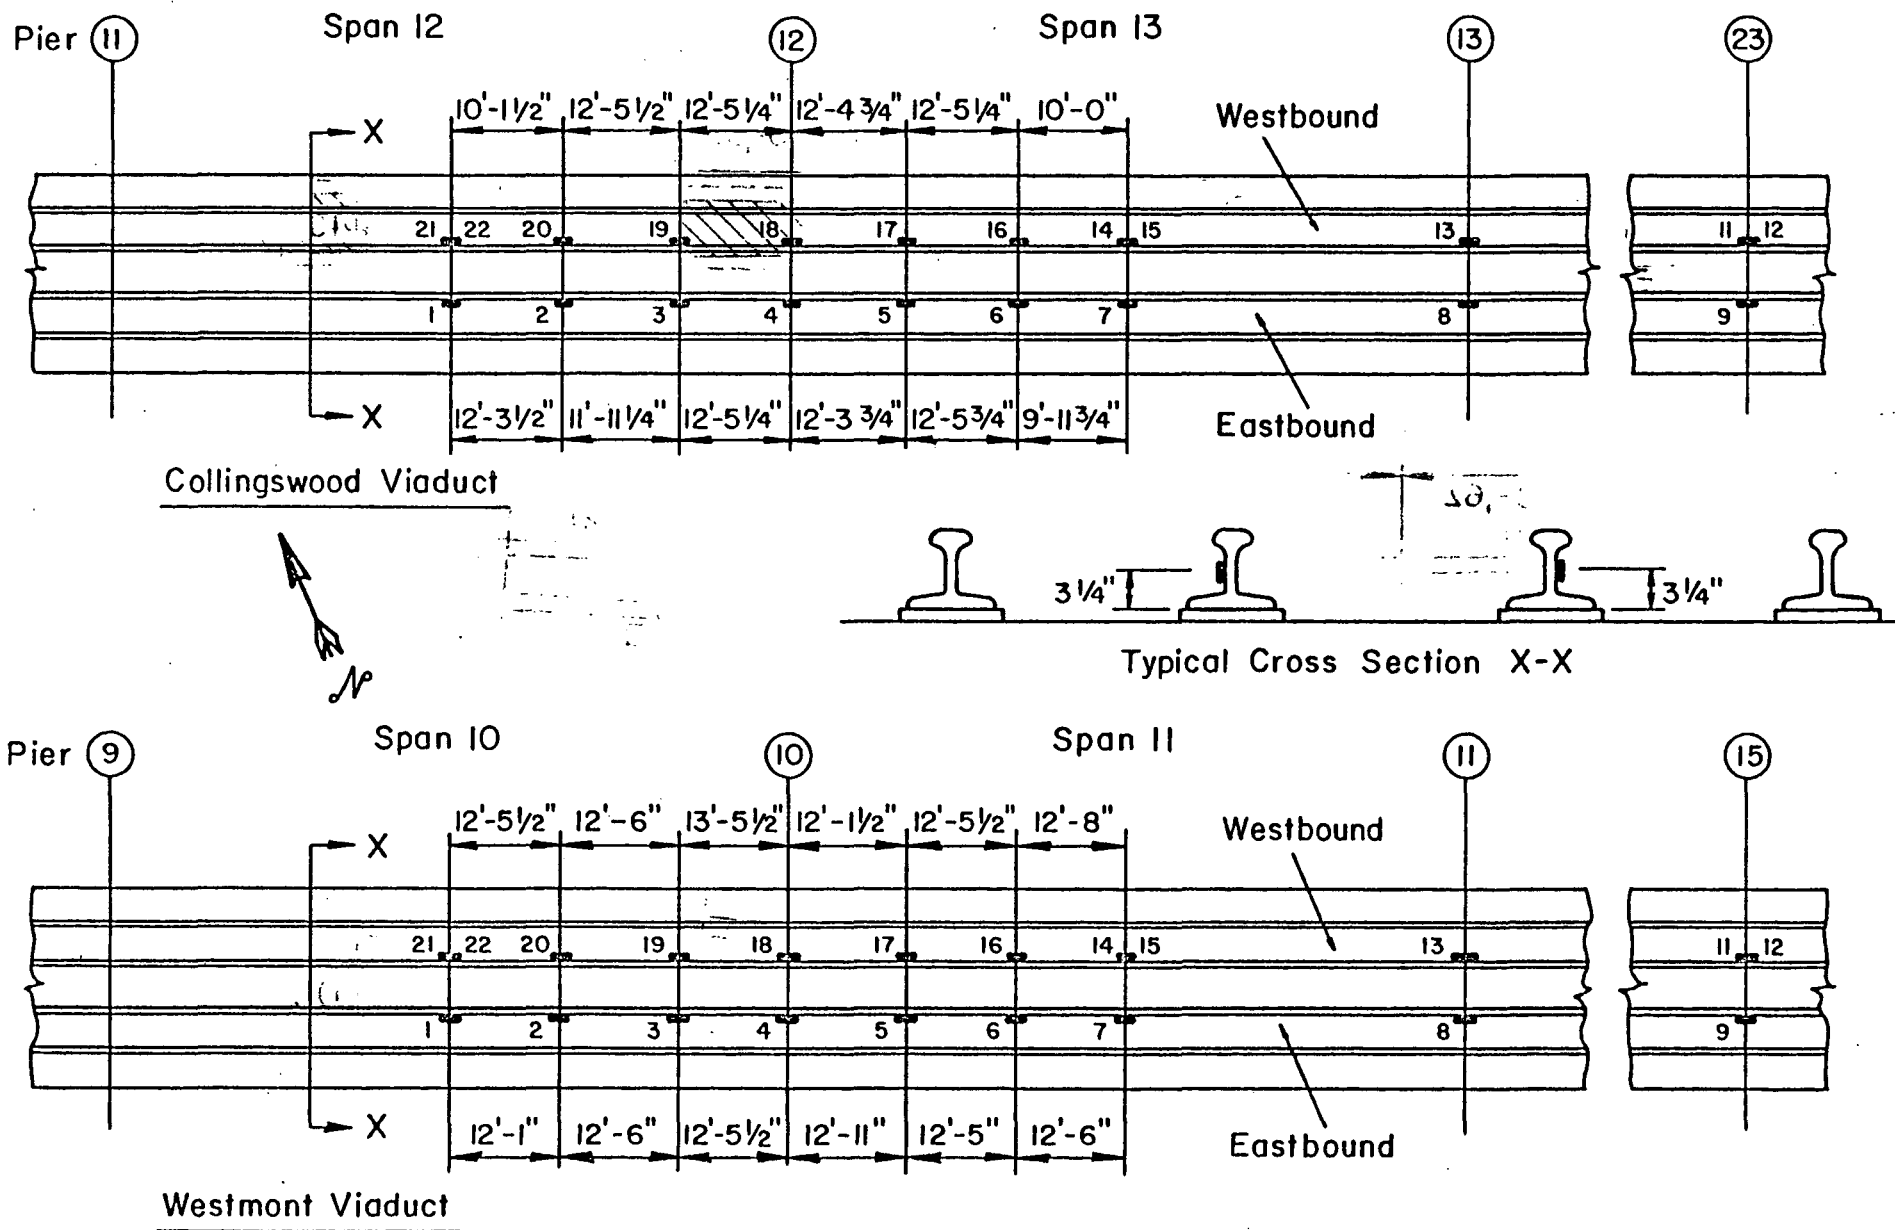 Pier 11 Span 12 12 Span 13 13 23
10'-1 1/2" 12'-5 1/2" 12'-5 1/4" 12'-4 3/4" 12'-5 1/4" 10'-0" Westbound
X
21 22 20 19 18 17 16 14 15 13 11 12
1 2 3 4 5 6 7 8 9
X
12'-3 1/2" 11'-11 1/4" 12'-5 1/4" 12'-3 3/4" 12'-5 3/4" 9'-11 3/4" Eastbound
Collingswood Viaduct
N
3 1/4" 3 1/4"
Typical Cross Section X-X
Pier 9 Span 10 10 Span 11 11 15
12'-5 1/2" 12'-6" 13'-5 1/2" 12'-1 1/2" 12'-5 1/2" 12'-8" Westbound
X
21 22 20 19 18 17 16 14 15 13 11 12
1 2 3 4 5 6 7 8 9
X
12'-1" 12'-6" 12'-5 1/2" 12'-11" 12'-5" 12'-6" Eastbound
Westmont Viaduct